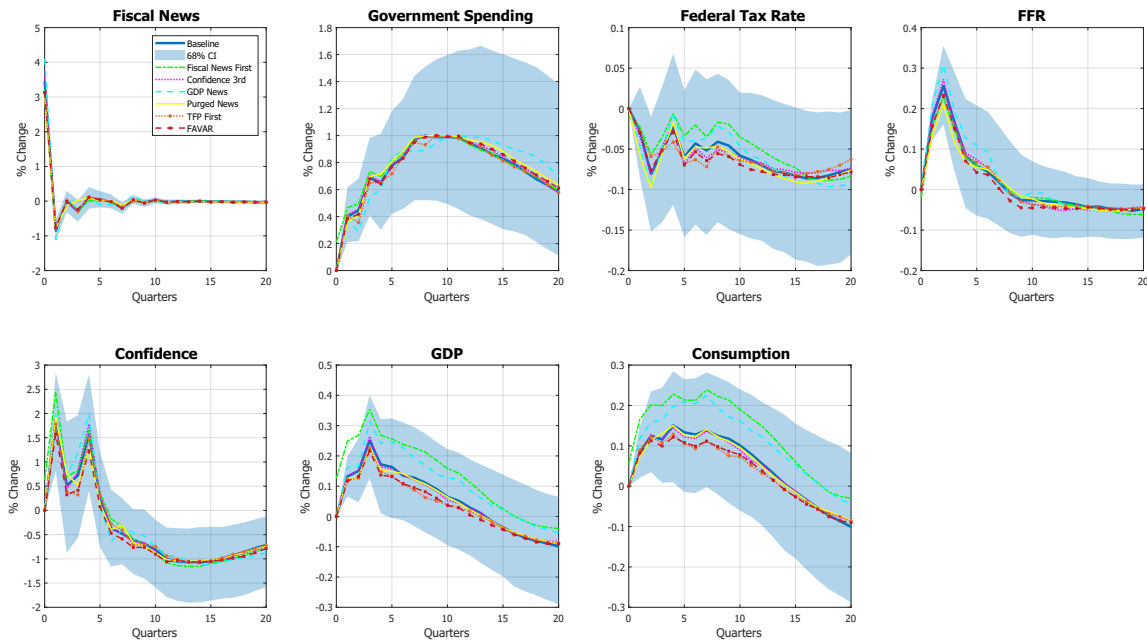 Fiscal News
5
4
3
2
1
0
-1
-2
% Change
0 5 10 15 20
Quarters
Baseline
68% CI
Fiscal News First
Confidence 3rd
GDP News
Purged News
TFP First
FAVAR
Government Spending
1.8
1.6
1.4
1.2
1
0.8
0.6
0.4
0.2
0
% Change
0 5 10 15 20
Quarters
Federal Tax Rate
0.1
0.05
0
-0.05
-0.1
-0.15
-0.2
% Change
0 5 10 15 20
Quarters
FFR
0.4
0.3
0.2
0.1
0
-0.1
-0.2
% Change
0 5 10 15 20
Quarters
Confidence
3
2.5
2
1.5
1
0.5
0
-0.5
-1
-1.5
-2
% Change
0 5 10 15 20
Quarters
GDP
0.5
0.4
0.3
0.2
0.1
0
-0.1
-0.2
-0.3
% Change
0 5 10 15 20
Quarters
Consumption
0.3
0.2
0.1
0
-0.1
-0.2
-0.3
% Change
0 5 10 15 20
Quarters